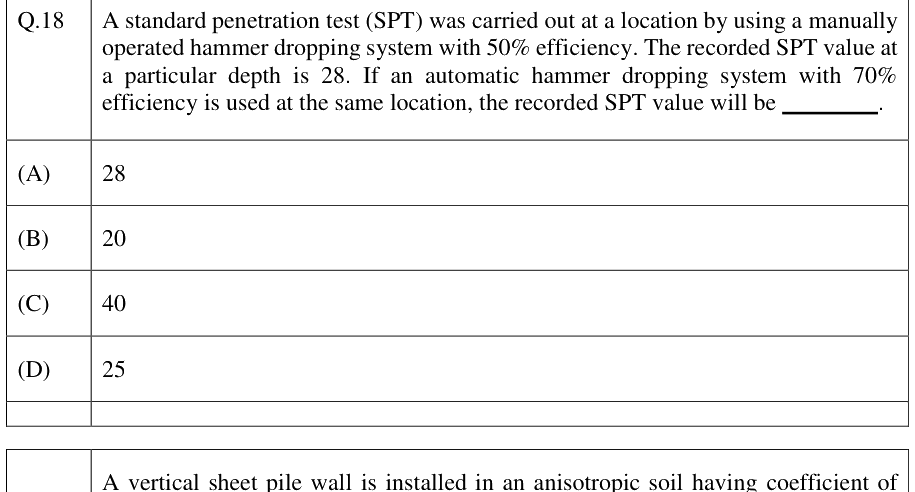 Q.18 A standard penetration test (SPT) was carried out at a location by using a manually
operated hammer dropping system with 50% efficiency. The recorded SPT value at
a particular depth is 28. If an automatic hammer dropping system with 70%
efficiency is used at the same location, the recorded SPT value will be ________.
(A) 28
(B) 20
(C) 40
(D) 25
A vertical sheet pile wall is installed in an anisotropic soil having coefficient of